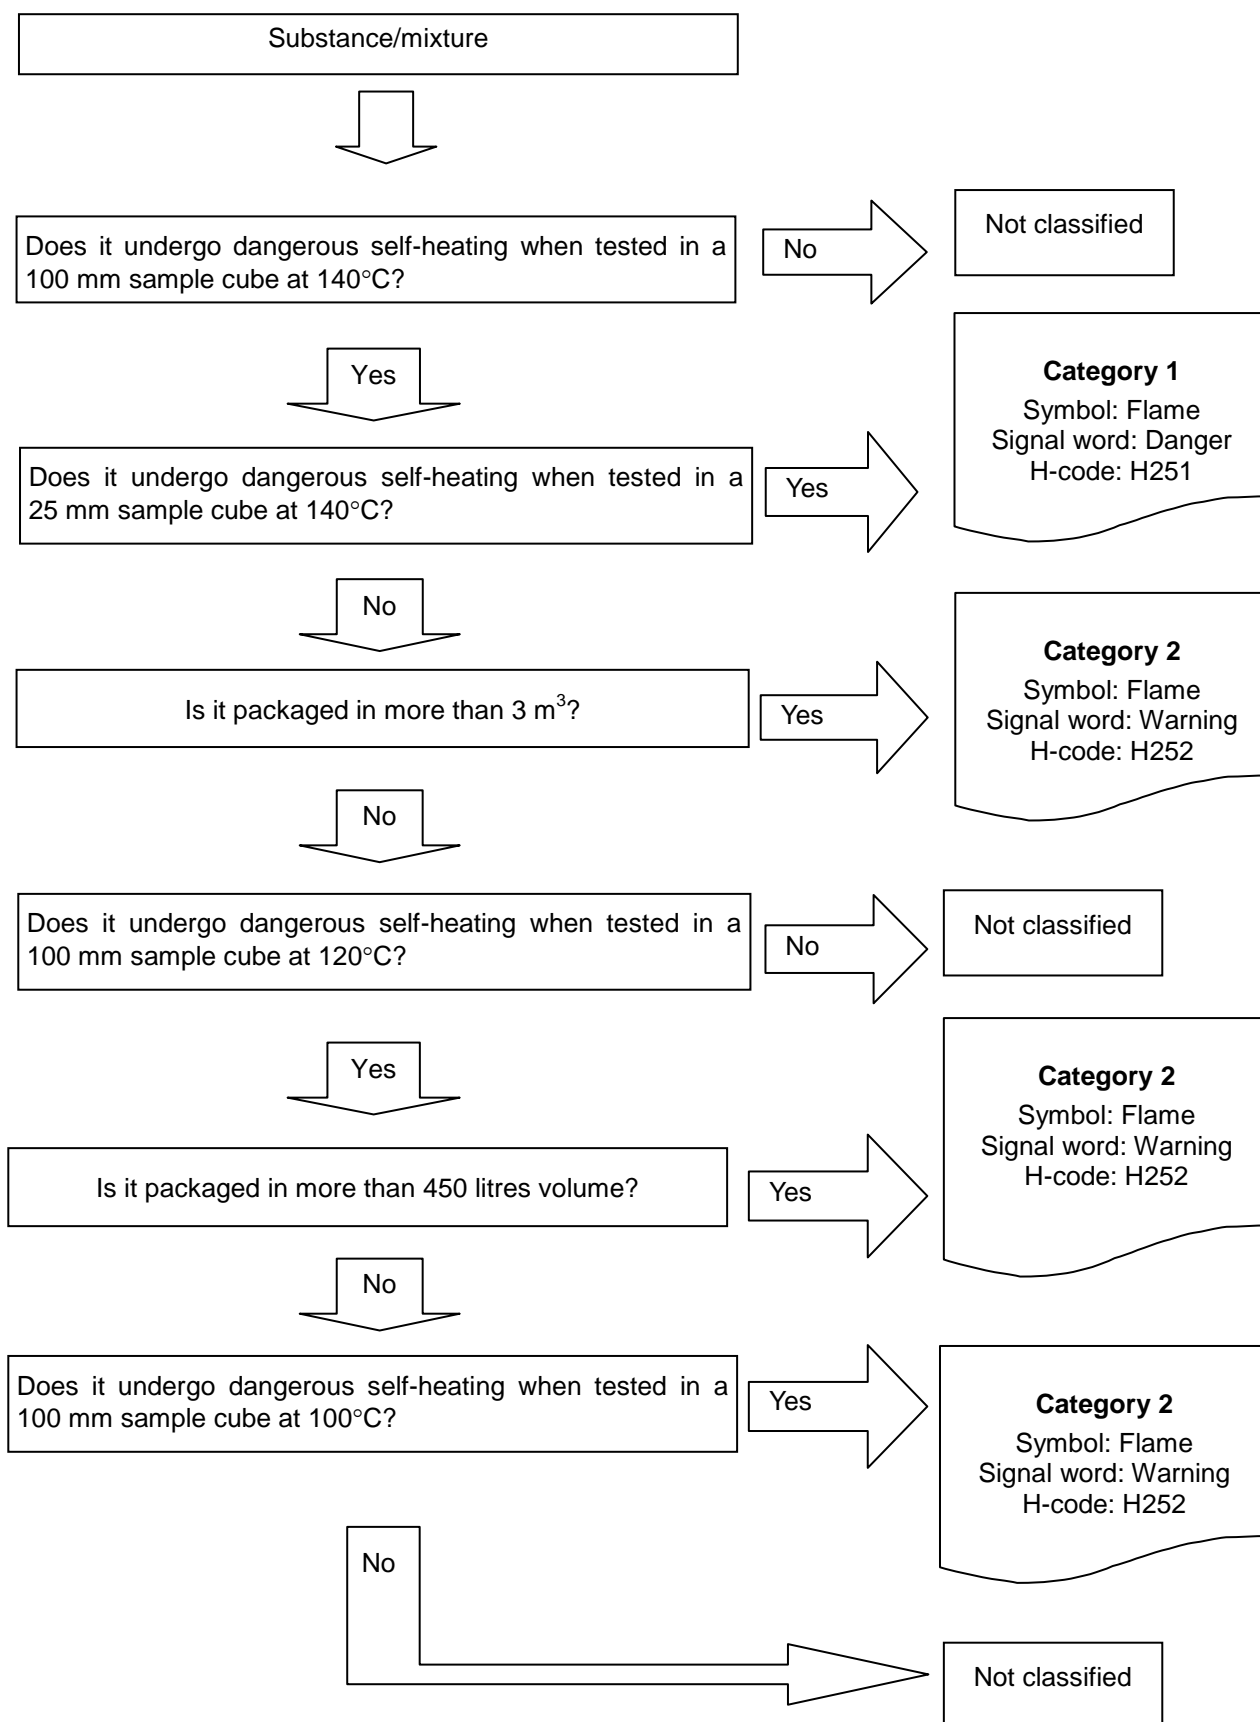 Substance/mixture
Does it undergo dangerous self-heating when tested in a
100 mm sample cube at 140°C?
No
Not classified
Yes
Category 1
Symbol: Flame
Signal word: Danger
H-code: H251
Does it undergo dangerous self-heating when tested in a
25 mm sample cube at 140°C?
Yes
No
Category 2
Symbol: Flame
Signal word: Warning
H-code: H252
Is it packaged in more than 3 m³?
Yes
No
Does it undergo dangerous self-heating when tested in a
100 mm sample cube at 120°C?
No
Not classified
Yes
Category 2
Symbol: Flame
Signal word: Warning
H-code: H252
Is it packaged in more than 450 litres volume?
Yes
No
Does it undergo dangerous self-heating when tested in a
100 mm sample cube at 100°C?
Yes
Category 2
Symbol: Flame
Signal word: Warning
H-code: H252
No
Not classified